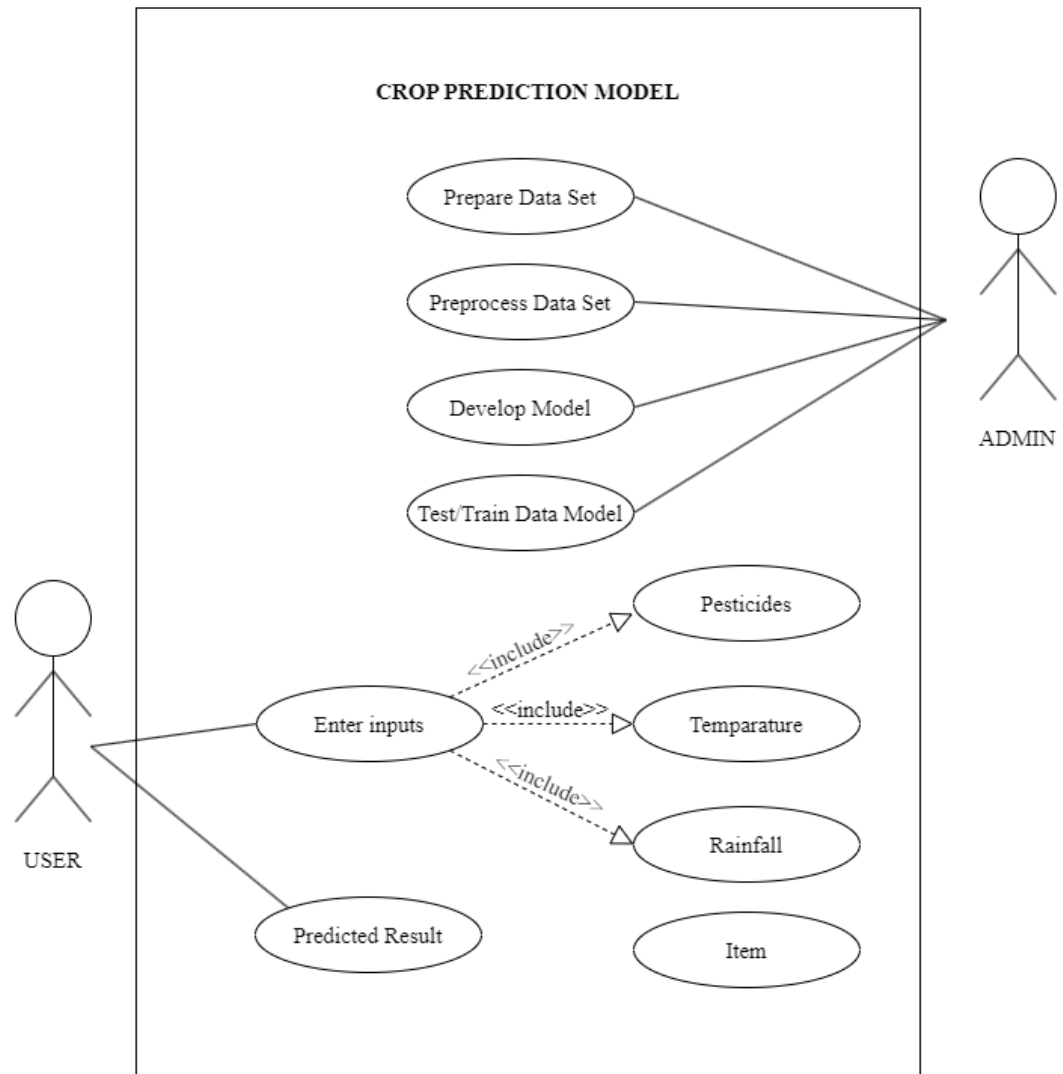 CROP PREDICTION MODEL
Prepare Data Set
Preprocess Data Set
Develop Model
ADMIN
Test/Train Data Model
Pesticides
<<include>>
Enter inputs
<<include>>
Temparature
<<include>>
Rainfall
USER
Predicted Result
Item